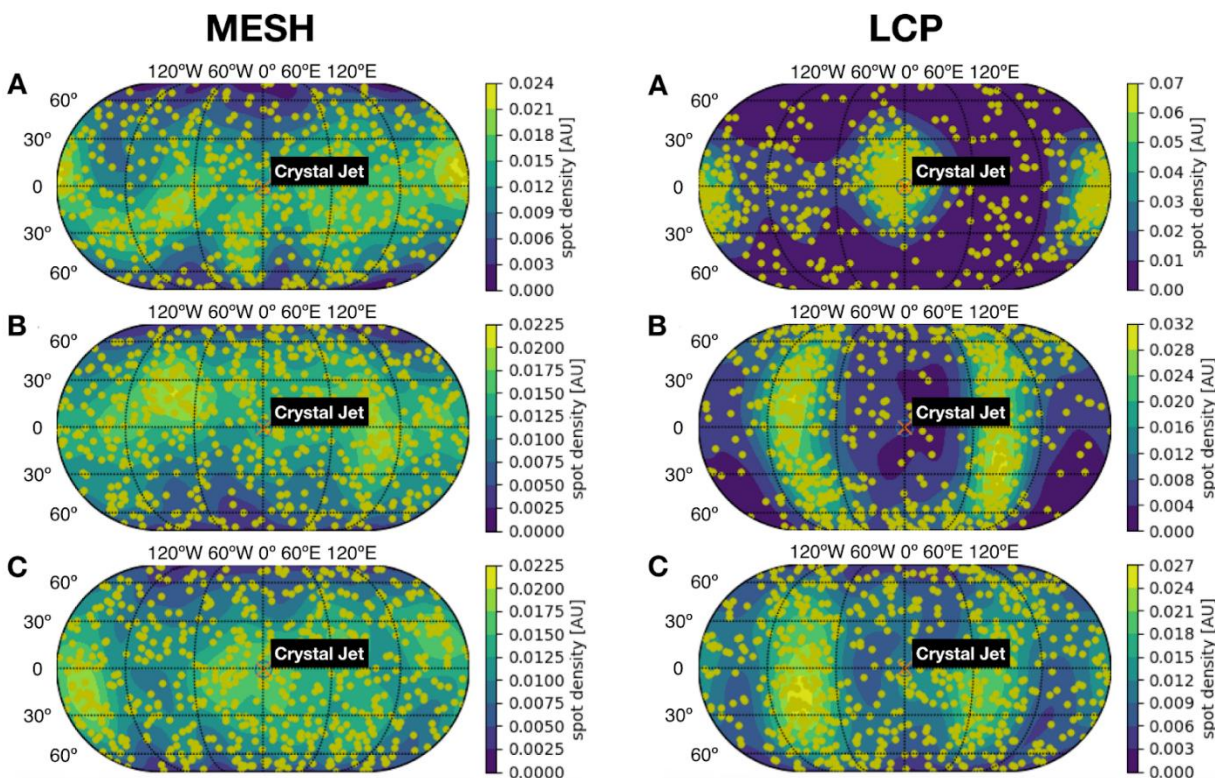 MESH
A
120ºW 60ºW 0º 60ºE 120ºE
60º
30º
0
30º
60º
Crystal Jet
0.024
0.021
0.018
0.015
0.012
0.009
0.006
0.003
0.000
spot density [AU]
B
120ºW 60ºW 0º 60ºE 120ºE
60º
30º
0
30º
60º
Crystal Jet
0.0225
0.0200
0.0175
0.0150
0.0125
0.0100
0.0075
0.0050
0.0025
0.0000
spot density [AU]
C
120ºW 60ºW 0º 60ºE 120ºE
60º
30º
0
30º
60º
Crystal Jet
0.0225
0.0200
0.0175
0.0150
0.0125
0.0100
0.0075
0.0050
0.0025
0.0000
spot density [AU]
LCP
A
120ºW 60ºW 0º 60ºE 120ºE
60º
30º
0
30º
60º
Crystal Jet
0.07
0.06
0.05
0.04
0.03
0.02
0.01
0.00
spot density [AU]
B
120ºW 60ºW 0º 60ºE 120ºE
60º
30º
0
30º
60º
Crystal Jet
0.032
0.028
0.024
0.020
0.016
0.012
0.008
0.004
0.000
spot density [AU]
C
120ºW 60ºW 0º 60ºE 120ºE
60º
30º
0
30º
60º
Crystal Jet
0.027
0.024
0.021
0.018
0.015
0.012
0.009
0.006
0.003
0.000
spot density [AU]